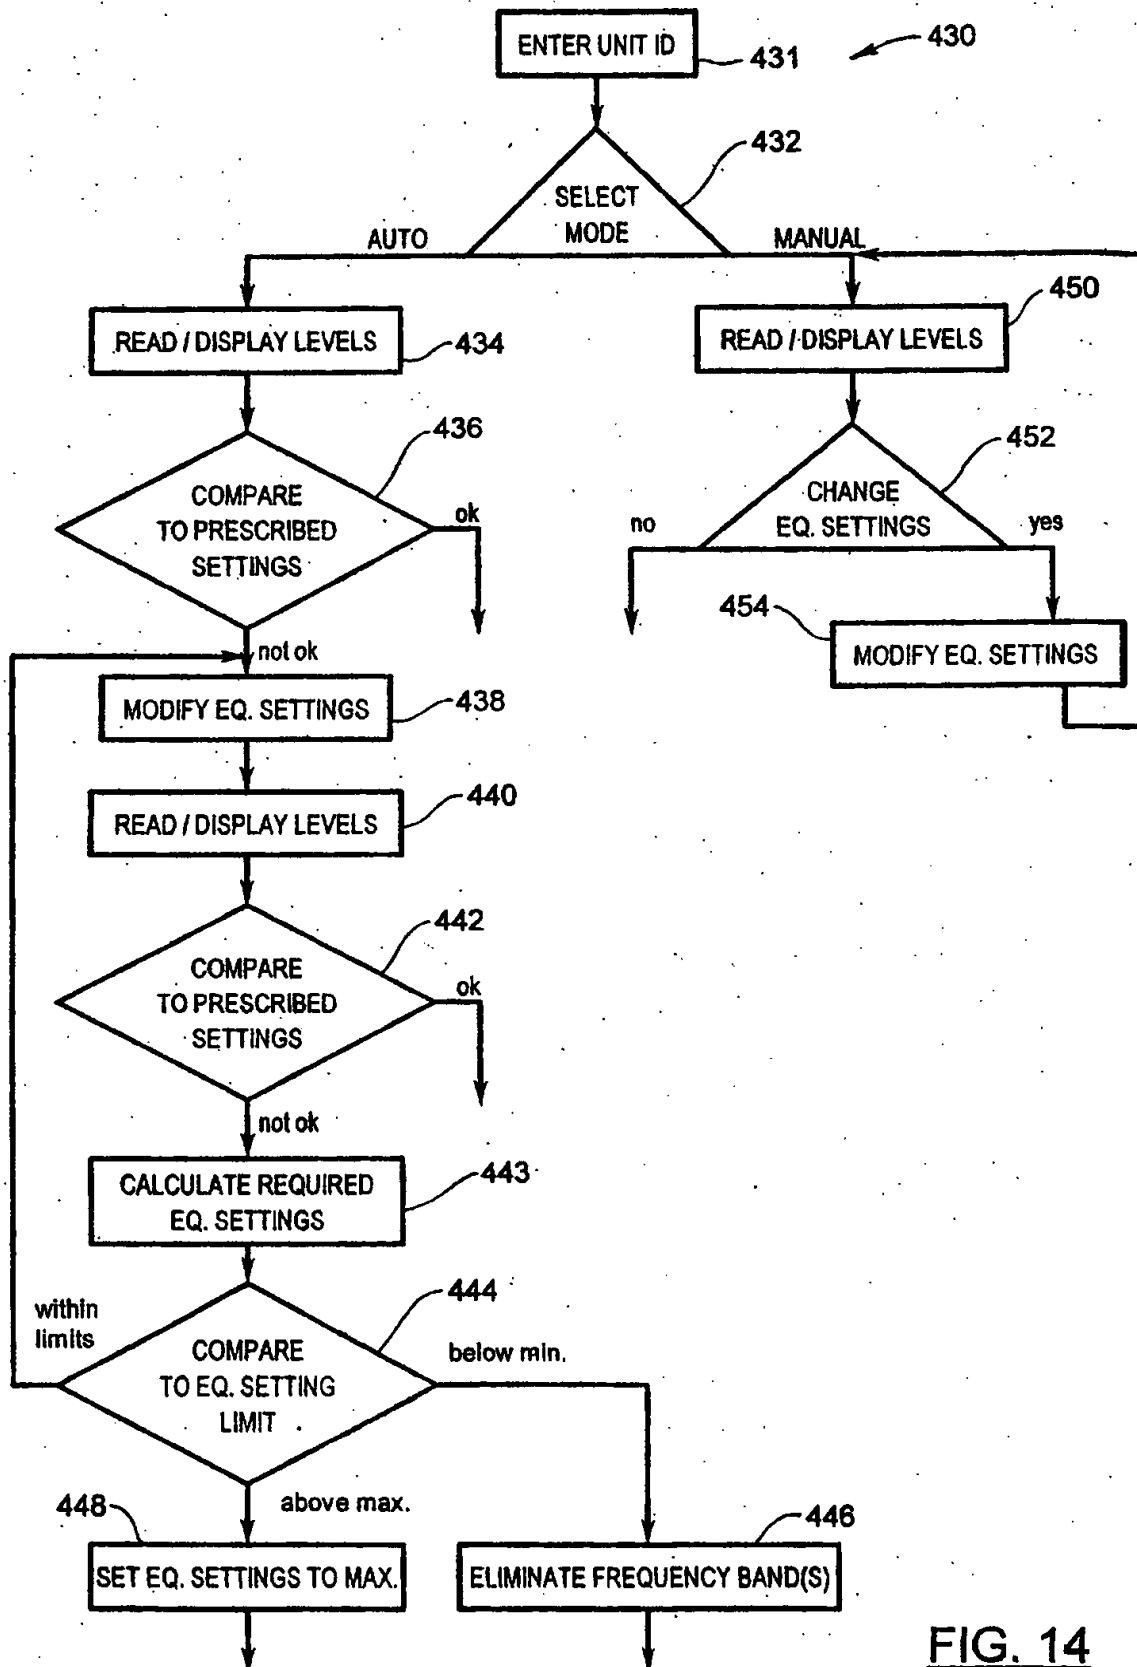 ENTER UNIT ID
431
430
432
SELECT
MODE
AUTO
MANUAL
READ / DISPLAY LEVELS
434
450
READ / DISPLAY LEVELS
436
COMPARE
TO PRESCRIBED
SETTINGS
ok
452
CHANGE
EQ. SETTINGS
no
yes
454
MODIFY EQ. SETTINGS
not ok
MODIFY EQ. SETTINGS
438
440
READ / DISPLAY LEVELS
442
COMPARE
TO PRESCRIBED
SETTINGS
ok
not ok
CALCULATE REQUIRED
EQ. SETTINGS
443
444
within
limits
COMPARE
TO EQ. SETTING
LIMIT
below min.
above max.
448
SET EQ. SETTINGS TO MAX.
446
ELIMINATE FREQUENCY BAND(S)
FIG. 14